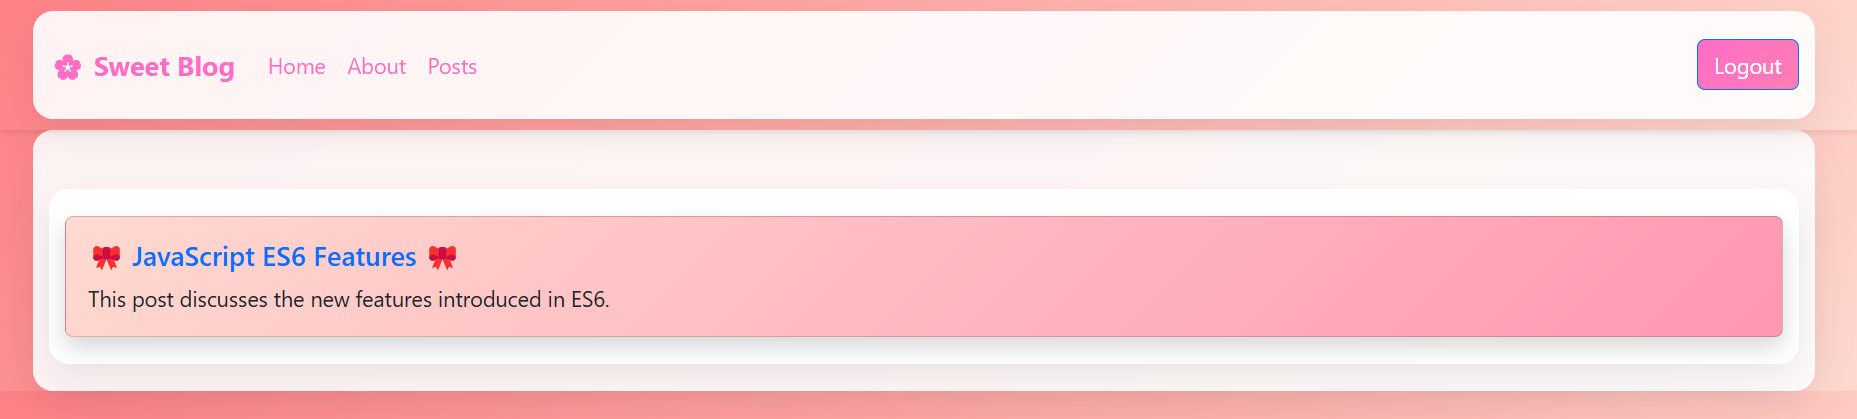 Sweet Blog Home About Posts Logout
JavaScript ES6 Features
This post discusses the new features introduced in ES6.